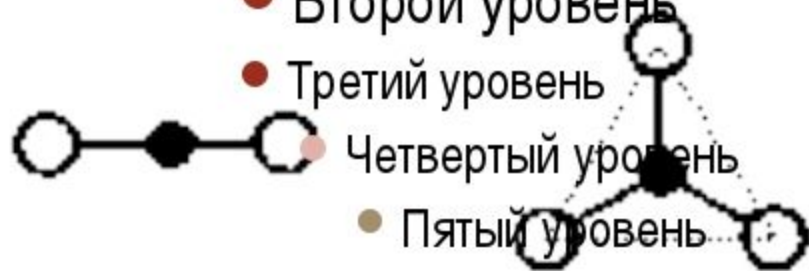 Второй уровень
Третий уровень
Четвертый уровень
Пятый уровень